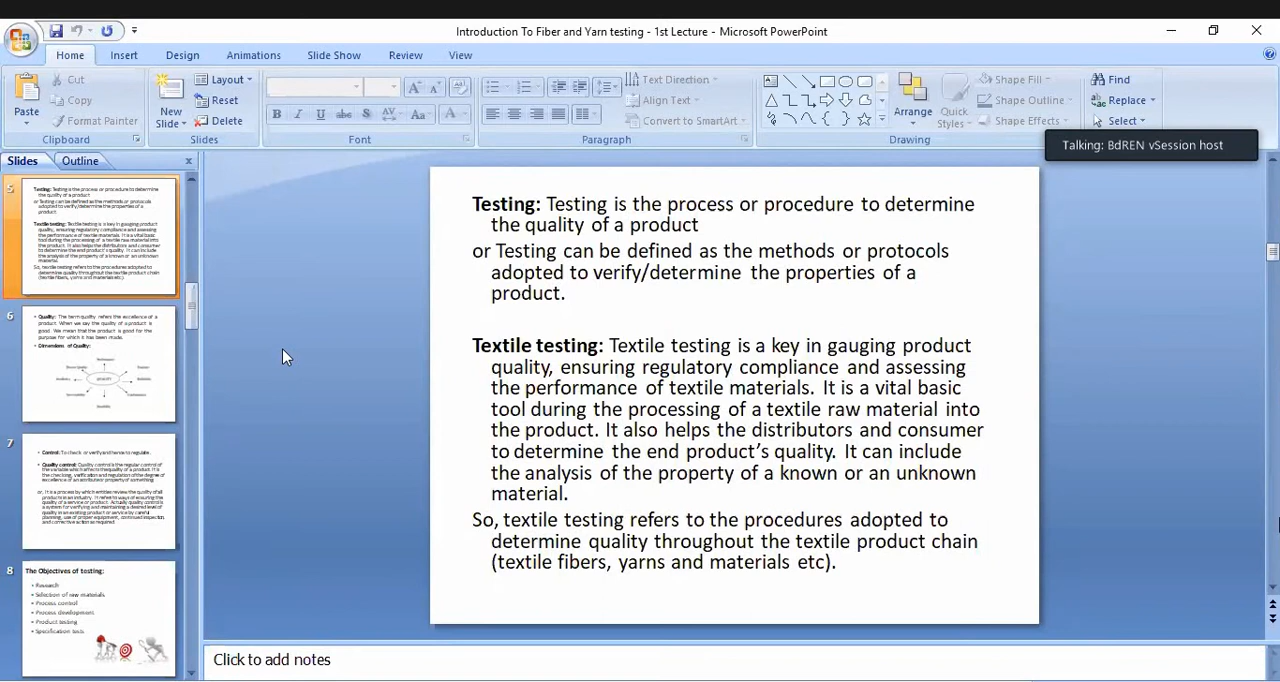 Introduction To Fiber and Yarn testing - 1st Lecture - Microsoft PowerPoint
Home Insert Design Animations Slide Show Review View
Paste
Cut
Copy
Format Painter
Clipboard
New Slide
Layout
Reset
Delete
Slides
Font
Paragraph
Text Direction
Align Text
Convert to SmartArt
Arrange
Quick Styles
Shape Fill
Shape Outline
Shape Effects
Drawing
Find
Replace
Select
Talking: BdREN vSession host
Slides Outline
5
6
7
8
The Objectives of testing:
Research
Selection of raw materials
Process control
Process development
Product testing
Specification tests
Testing: Testing is the process or procedure to determine
the quality of a product
or Testing can be defined as the methods or protocols
adopted to verify/determine the properties of a
product.
Textile testing: Textile testing is a key in gauging product
quality, ensuring regulatory compliance and assessing
the performance of textile materials. It is a vital basic
tool during the processing of a textile raw material into
the product. It also helps the distributors and consumer
to determine the end product's quality. It can include
the analysis of the property of a known or an unknown
material.
So, textile testing refers to the procedures adopted to
determine quality throughout the textile product chain
(textile fibers, yarns and materials etc).
Click to add notes